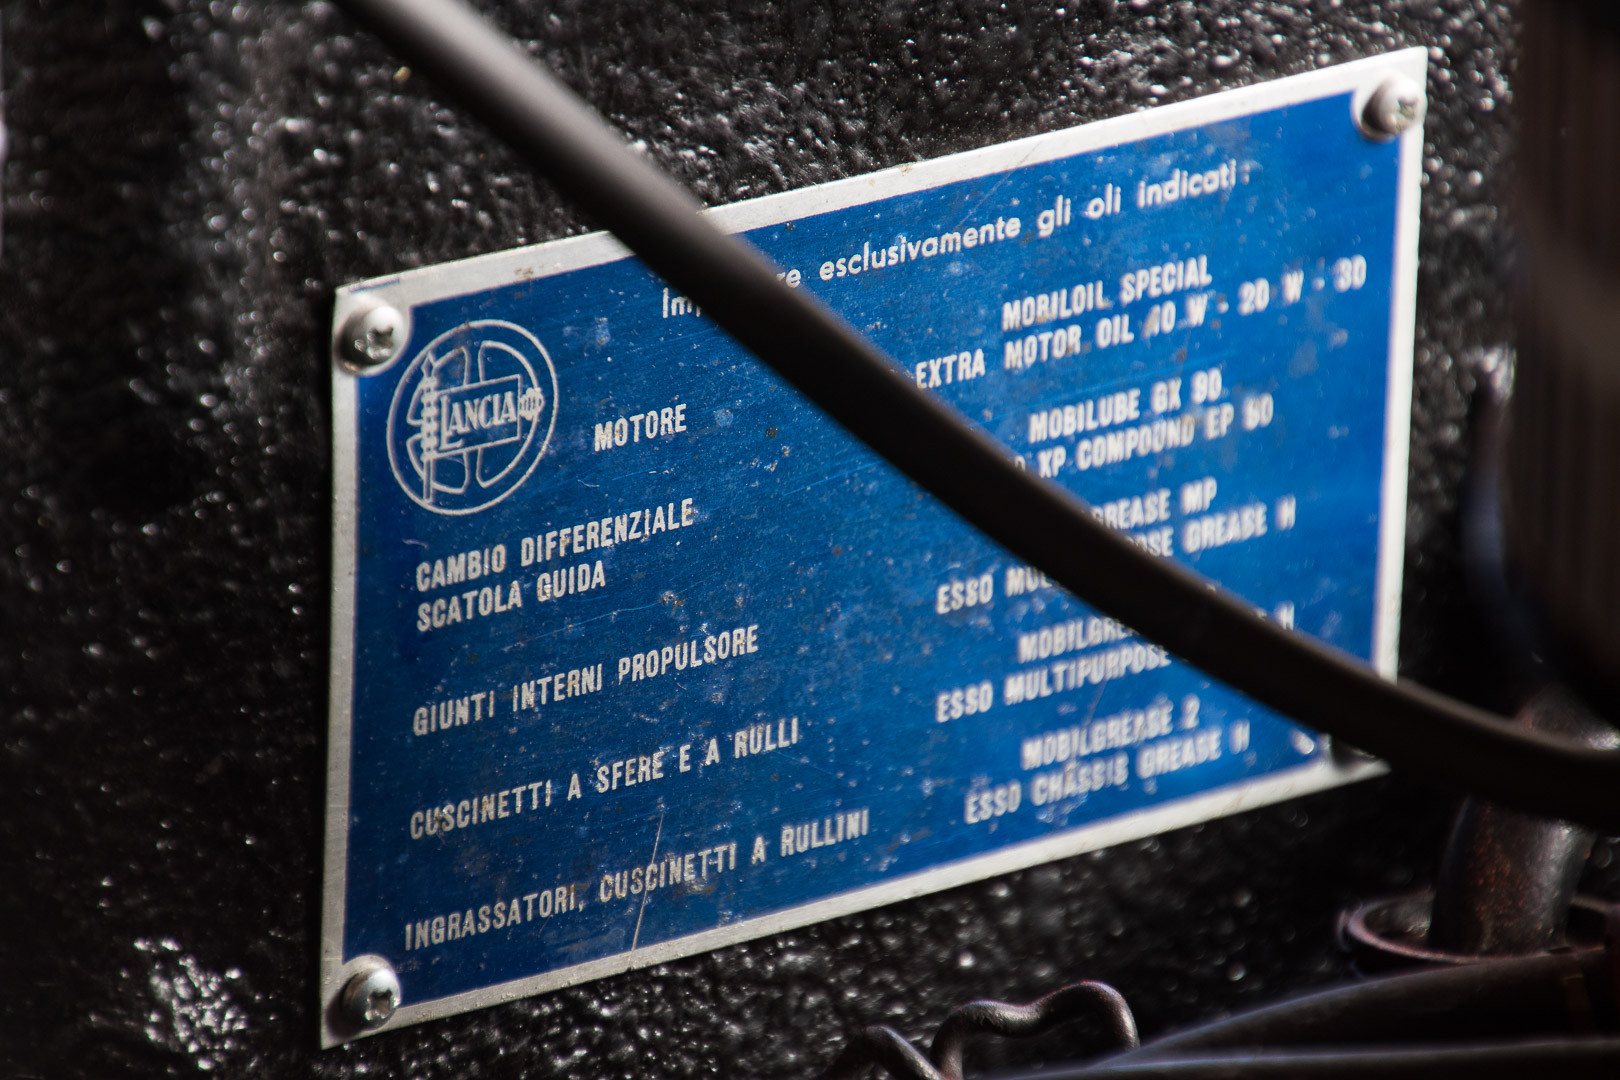 esclusivamente gli oli indicati:
LANCIA
MOTORE
MOBILOIL SPECIAL
EXTRA MOTOR OIL 10 W - 20 W - 30
CAMBIO DIFFERENZIALE
SCATOLA GUIDA
MOBILUBE GX 90
XP COMPOUND EP 90
GIUNTI INTERNI PROPULSORE
MP
ESSO GREASE H
CUSCINETTI A SFERE E A RULLI
ESSO MULTIPURPOSE H
INGRASSATORI, CUSCINETTI A RULLINI
MOBILGREASE 2
ESSO CHASSIS GREASE H